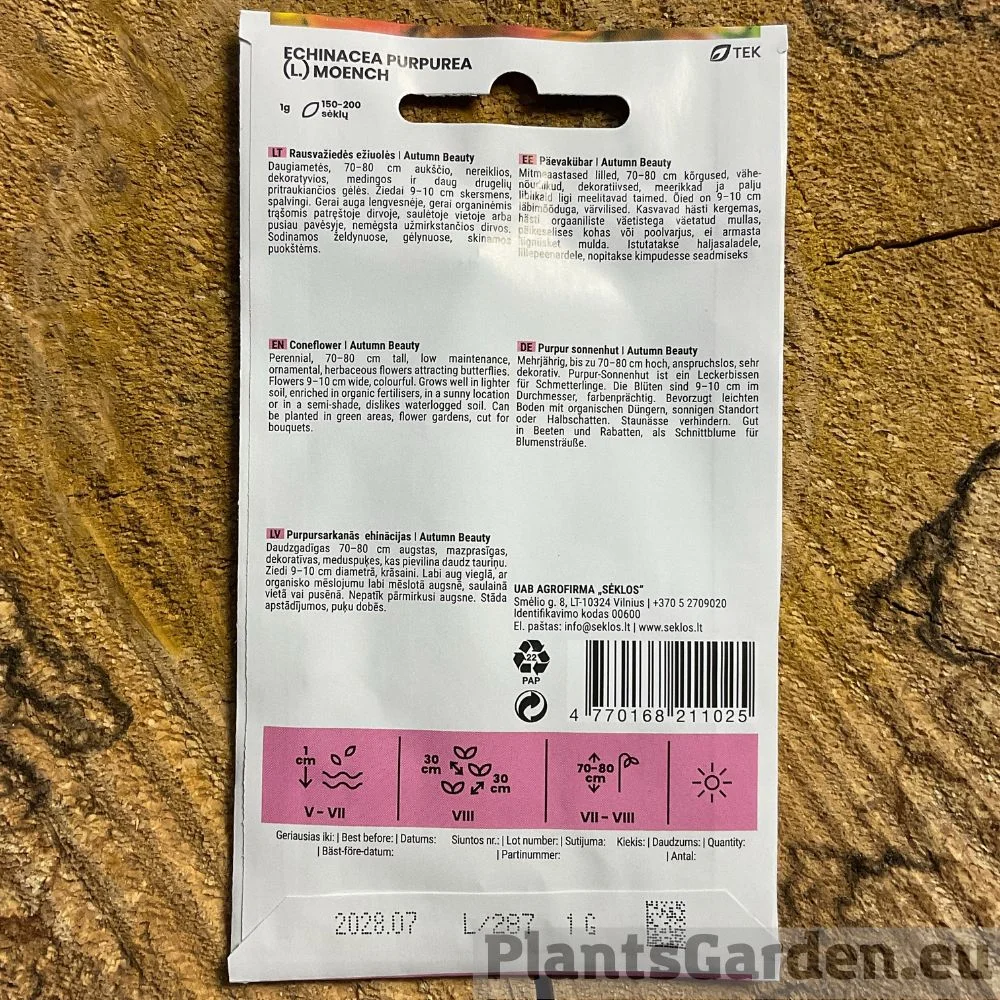 ECHINACEA PURPUREA
(L.) MOENCH
TEK
1g
150-200
sėklų
LT Rausvažiedės ežiuolės | Autumn Beauty
Daugiametės, 70–80 cm aukščio, nereiklios,
dekoratyvios, medingos ir daug drugelių
pritraukiančios gėlės. Žiedai 9–10 cm skersmens,
spalvingi. Gerai auga lengvesnėje, gerai organinėmis
trąšomis patręštoje dirvoje, saulėtoje vietoje arba
pusiau pavėsyje, nemėgsta užmirkstančios dirvos.
Sodinamos želdynuose, gėlynuose, skinamos
puokštėms.
EE Päevakübar | Autumn Beauty
Mitmeaastased lilled, 70–80 cm kõrgused, vähe-
nõudlikud, dekoratiivsed, meerikkad ja palju
liblikaid ligi meelitavad taimed. Õied on 9–10 cm
läbimõõduga, värvilised. Kasvavad hästi kergemas,
hästi orgaaniliste väetistega väetatud mullas,
päikeselises kohas või poolvarjus, ei armasta
liigniisket mulda. Istutatakse haljasaladele,
lillepeenardele, nopitakse kimpudesse seadmiseks
EN Coneflower | Autumn Beauty
Perennial, 70–80 cm tall, low maintenance,
ornamental, herbaceous flowers attracting butterflies.
Flowers 9–10 cm wide, colourful. Grows well in lighter
soil, enriched in organic fertilisers, in a sunny location
or in a semi-shade, dislikes waterlogged soil. Can
be planted in green areas, flower gardens, cut for
bouquets.
DE Purpur sonnenhut | Autumn Beauty
Mehrjährig, bis zu 70–80 cm hoch, anspruchslos, sehr
dekorativ. Purpur-Sonnenhut ist ein Leckerbissen
für Schmetterlinge. Die Blüten sind 9–10 cm im
Durchmesser, farbenprächtig. Bevorzugt leichten
Boden mit organischen Düngern, sonnigen Standort
oder Halbschatten. Staunässe verhindern. Gut
in Beeten und Rabatten, als Schnittblume für
Blumensträuße.
LV Purpursarkanās ehinācijas | Autumn Beauty
Daudzgadīgas 70–80 cm augstas, mazprasīgas,
dekoratīvas, meduspuķes, kas pievilina daudz tauriņu.
Ziedi 9–10 cm diametrā, krāsaini. Labi aug vieglā, ar
organisko mēslojumu labi mēslotā augsnē, saulainā
vietā vai pusēnā. Nepatīk pārmirkusi augsne. Stāda
apstādījumos, puķu dobēs.
UAB AGROFIRMA „SĖKLOS“
Smėlio g. 8, LT-10324 Vilnius | +370 5 2709020
Identifikavimo kodas 00600
El. paštas: info@seklos.lt | www.seklos.lt
22
PAP
4 770168 211025
1
cm
V – VII
30
cm
30
cm
VIII
70-80
cm
VII – VIII
Geriausias iki: | Best before: | Datums:
| Bäst-före-datum:
Siuntos nr.: | Lot number: | Sutijuma:
| Partinummer:
Kiekis: | Daudzums: | Quantity:
| Antal:
2028.07 L/287 1 G
PlantsGarden.eu